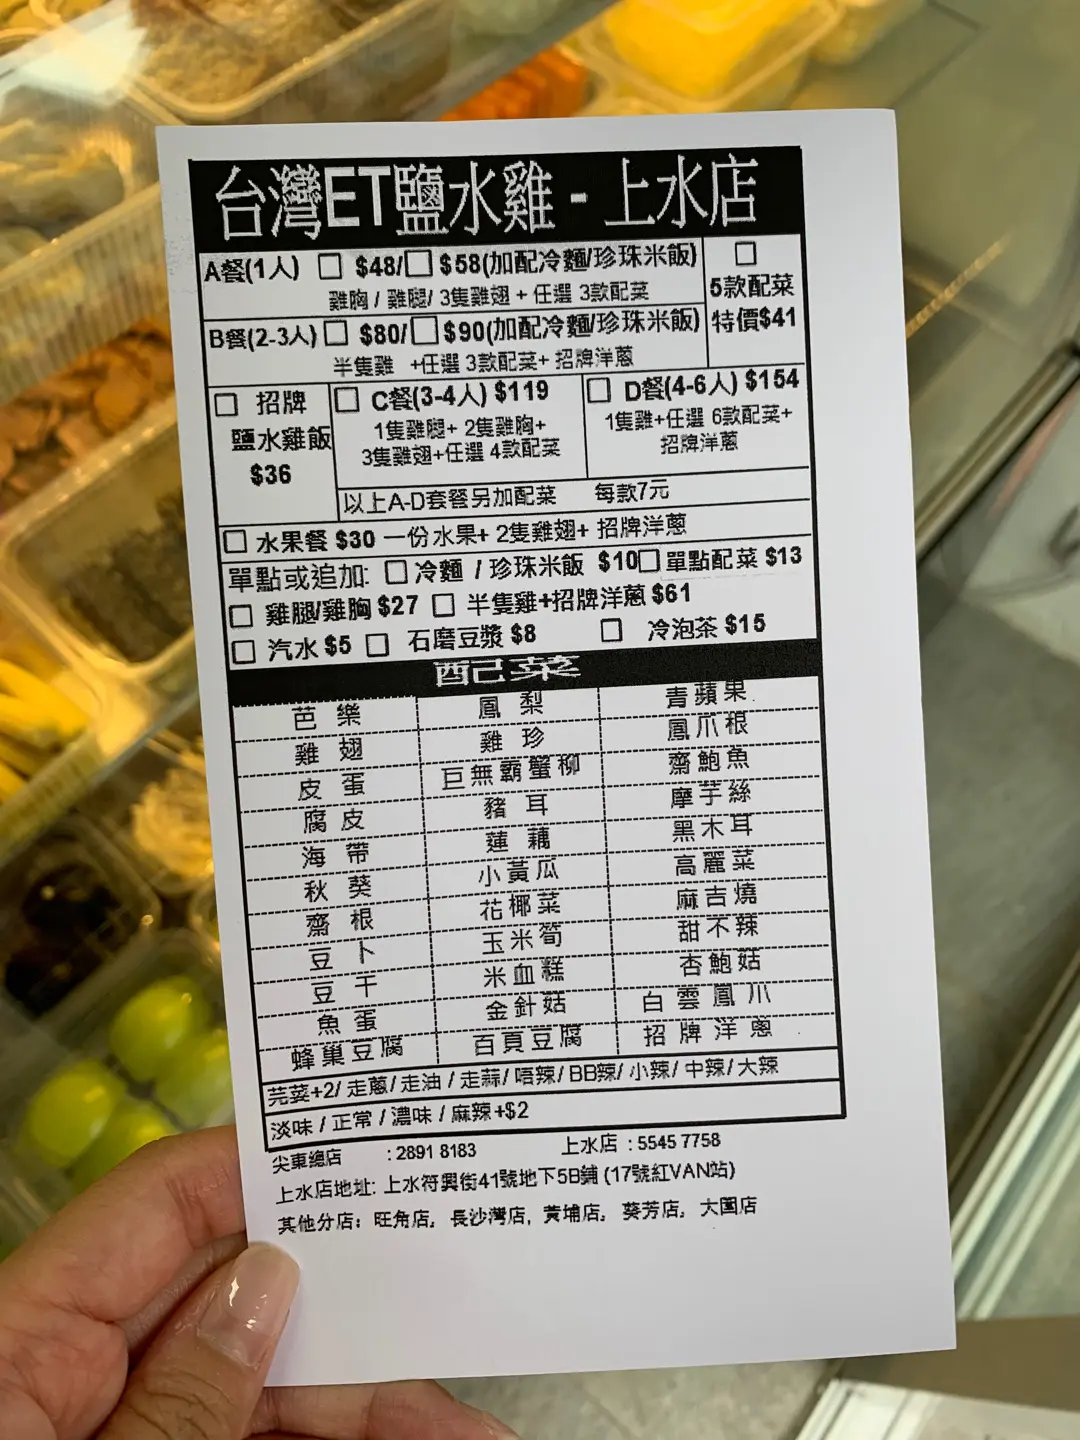 台灣ET鹽水雞 - 上水店
A餐(1人) □ $48/□ $58(加配冷麵/珍珠米飯)
雞胸 / 雞腿/ 3隻雞翅 + 任選 3款配菜
□
5款配菜
特價$41
B餐(2-3人) □ $80/□ $90(加配冷麵/珍珠米飯)
半隻雞 +任選 3款配菜+ 招牌洋蔥
□ 招牌
鹽水雞飯
$36
□ C餐(3-4人) $119
1隻雞腿+ 2隻雞胸+
3隻雞翅+任選 4款配菜
□ D餐(4-6人) $154
1隻雞+任選 6款配菜+
招牌洋蔥
以上A-D套餐另加配菜 每款7元
□ 水果餐 $30 一份水果+ 2隻雞翅+ 招牌洋蔥
單點或追加: □ 冷麵 / 珍珠米飯 $10 □ 單點配菜 $13
□ 雞腿/雞胸 $27 □ 半隻雞+招牌洋蔥 $61
□ 汽水 $5 □ 石磨豆漿 $8 □ 冷泡茶 $15
配菜
芭樂 鳳梨 青蘋果
雞翅 雞珍 鳳爪根
皮蛋 巨無霸蟹柳 齋鮑魚
腐皮 豬耳 摩芋絲
海帶 蓮藕 黑木耳
秋葵 小黃瓜 高麗菜
齋根 花椰菜 麻吉燒
豆卜 玉米筍 甜不辣
豆干 米血糕 杏鮑菇
魚蛋 金針菇 白雲鳳爪
蜂巢豆腐 百頁豆腐 招牌洋蔥
芫荽+2/ 走蔥/ 走油 / 走蒜/ 唔辣/ BB辣/ 小辣/ 中辣/ 大辣
淡味 / 正常 / 濃味 / 麻辣+$2
尖東總店 : 2891 8183 上水店 : 5545 7758
上水店地址: 上水符興街41號地下5B鋪 (17號紅VAN站)
其他分店: 旺角店, 長沙灣店, 黃埔店, 葵芳店, 大圍店